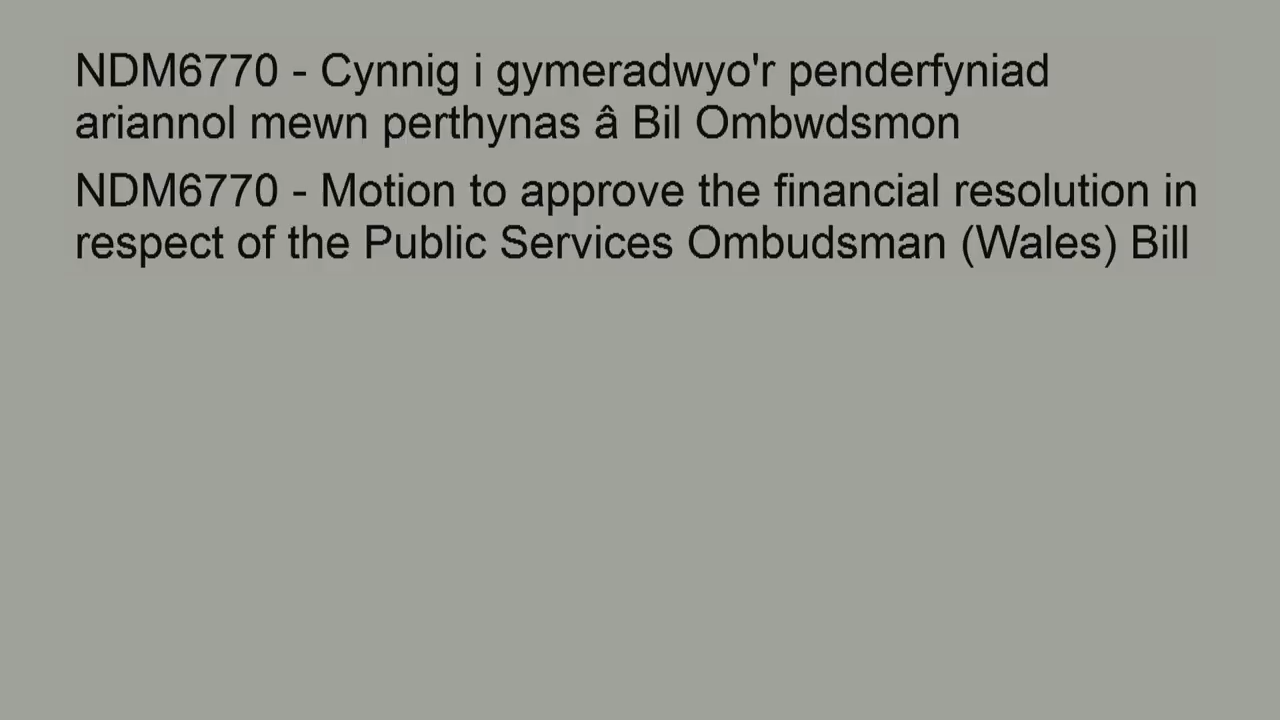 NDM6770 - Cynnig i gymeradwyo'r penderfyniad
ariannol mewn perthynas â Bil Ombwdsmon
NDM6770 - Motion to approve the financial resolution in
respect of the Public Services Ombudsman (Wales) Bill